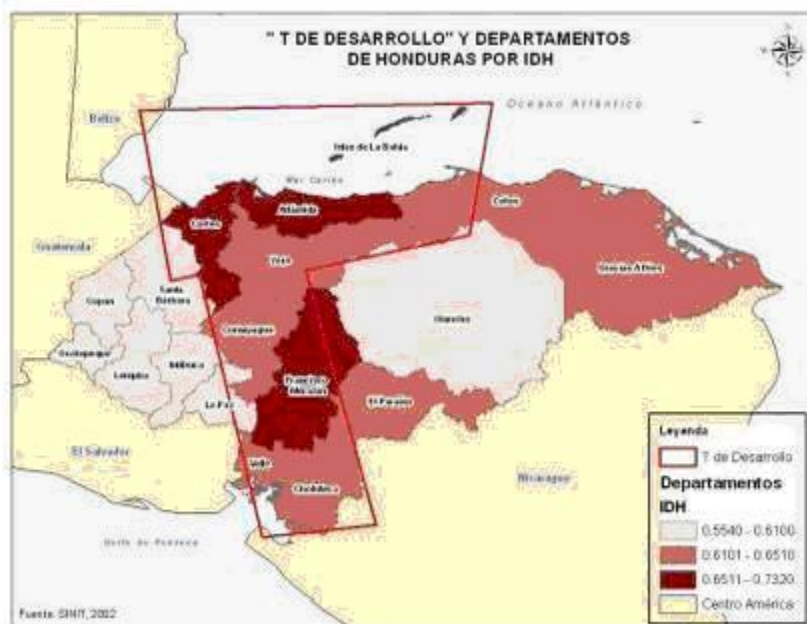 " T DE DESARROLLO" Y DEPARTAMENTOS
DE HONDURAS POR IDH
Océano Atlántico
Belize
Islas de La Bahía
Mar Caribe
Atlántida
Cortés
Colón
Guatemala
Yoro
Gracias A Dios
Santa
Bárbara
Copán
Olancho
Comayagua
Ocotepeque
Intibucá
Lempira
Francisco
Morazán
La Paz
El Paraíso
El Salvador
Valle
Choluteca
Nicaragua
Golfo de Fonseca
Leyenda
T de Desarrollo
Departamentos
IDH
0.5540 - 0.6100
0.6101 - 0.6510
0.6511 - 0.7320
Centro América
Fuente: SINIT, 2002